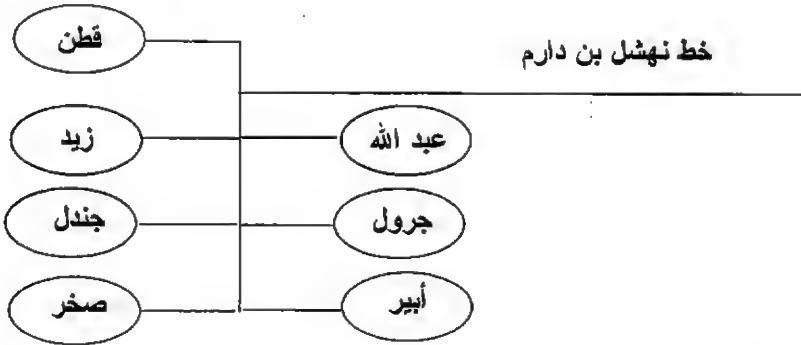 خط نهشل بن دارم
قطن
عبد الله
زيد
جرول
جندل
أبير
صخر